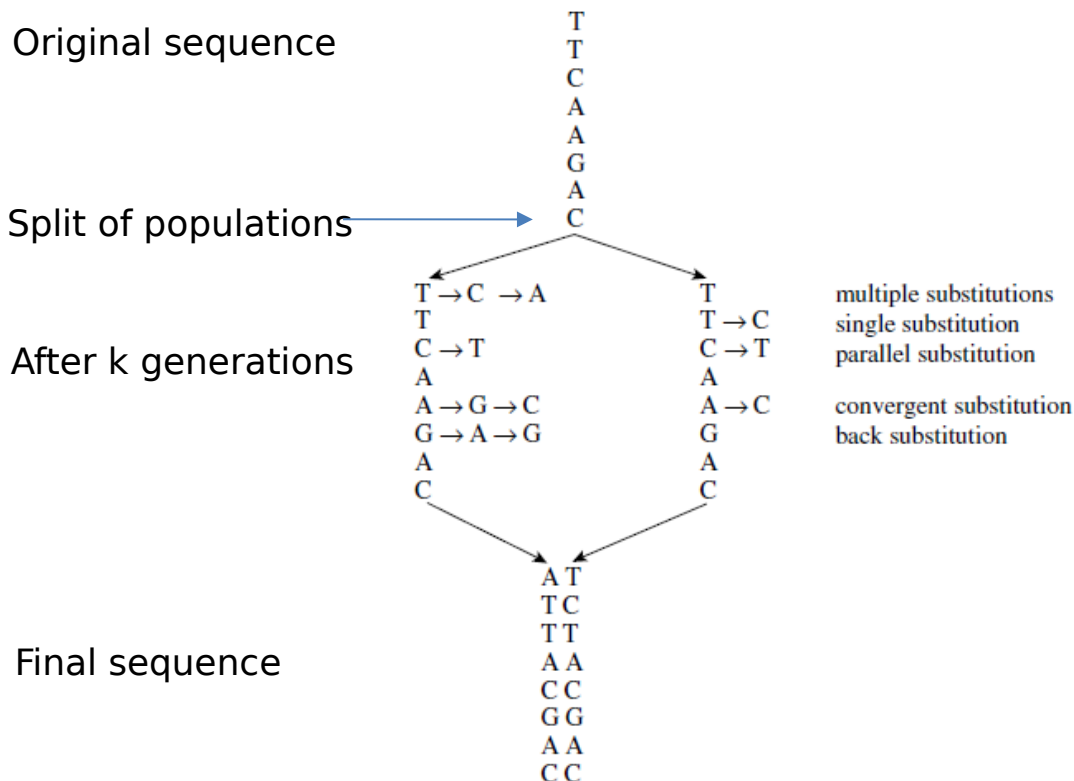 Original sequence
T
T
C
A
A
G
A
C
Split of populations
T → C → A T multiple substitutions
T T → C single substitution
C → T C → T parallel substitution
After k generations
A A
A → G → C A → C convergent substitution
G → A → G G back substitution
A A
C C
A T
T C
T T
Final sequence
A A
C C
G G
A A
C C